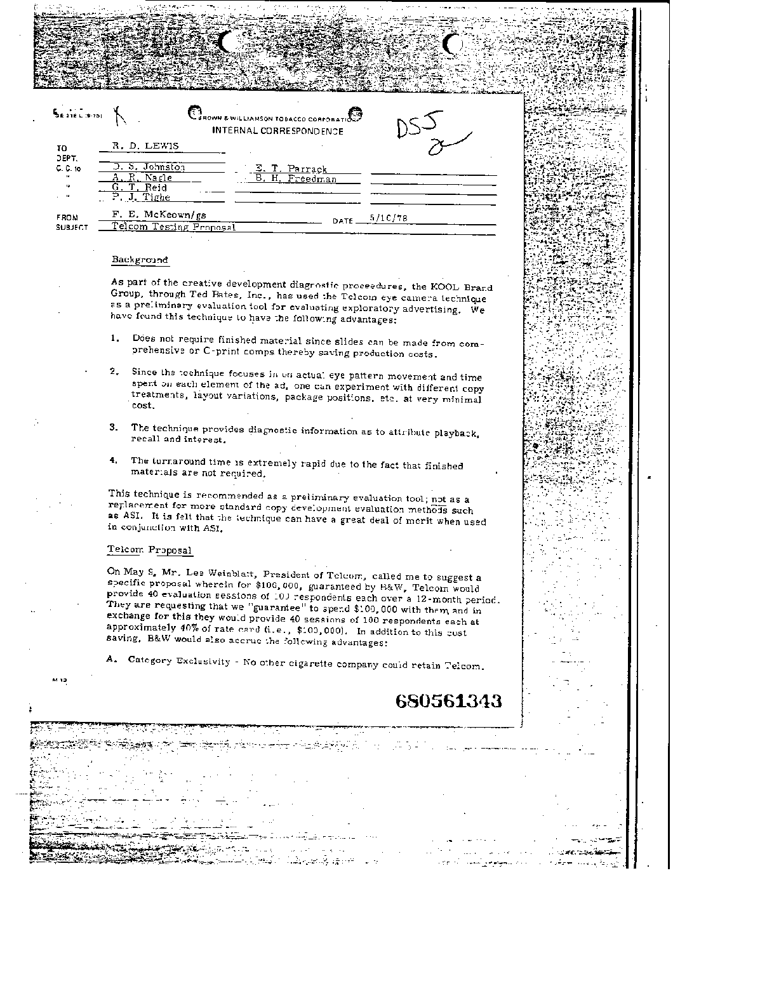 BROWN & WILLIAMSON TOBACCO CORPORATION
INTERNAL CORRESPONDENCE
DSJ
TO R. D. LEWIS
DEPT.
C. C. to D. S. Johnston E. T. Parrack
" A. R. Nagle B. H. Freedman
" G. T. Reid
" P. J. Tighe
FROM F. E. McKeown/gs DATE 5/10/78
SUBJECT Telcom Testing Proposal
Background
As part of the creative development diagnostic proceedures, the KOOL Brand
Group, through Ted Bates, Inc., has used the Telcom eye camera technique
as a preliminary evaluation tool for evaluating exploratory advertising. We
have found this technique to have the following advantages:
1. Does not require finished material since slides can be made from com-
prehensive or C-print comps thereby saving production costs.
2. Since the technique focuses in on actual eye pattern movement and time
spent on each element of the ad, one can experiment with different copy
treatments, layout variations, package positions, etc. at very minimal
cost.
3. The technique provides diagnostic information as to attribute playback,
recall and interest.
4. The turnaround time is extremely rapid due to the fact that finished
materials are not required.
This technique is recommended as a preliminary evaluation tool; not as a
replacement for more standard copy development evaluation methods such
as ASI. It is felt that the technique can have a great deal of merit when used
in conjunction with ASI.
Telcom Proposal
On May 8, Mr. Lee Weinblatt, President of Telcom, called me to suggest a
specific proposal wherein for $100,000, guaranteed by B&W, Telcom would
provide 40 evaluation sessions of 100 respondents each over a 12-month period.
They are requesting that we "guarantee" to spend $100,000 with them and in
exchange for this they would provide 40 sessions of 100 respondents each at
approximately 40% of rate card (i.e., $100,000). In addition to this cost
saving, B&W would also accrue the following advantages:
A. Category Exclusivity - No other cigarette company could retain Telcom.
680561343